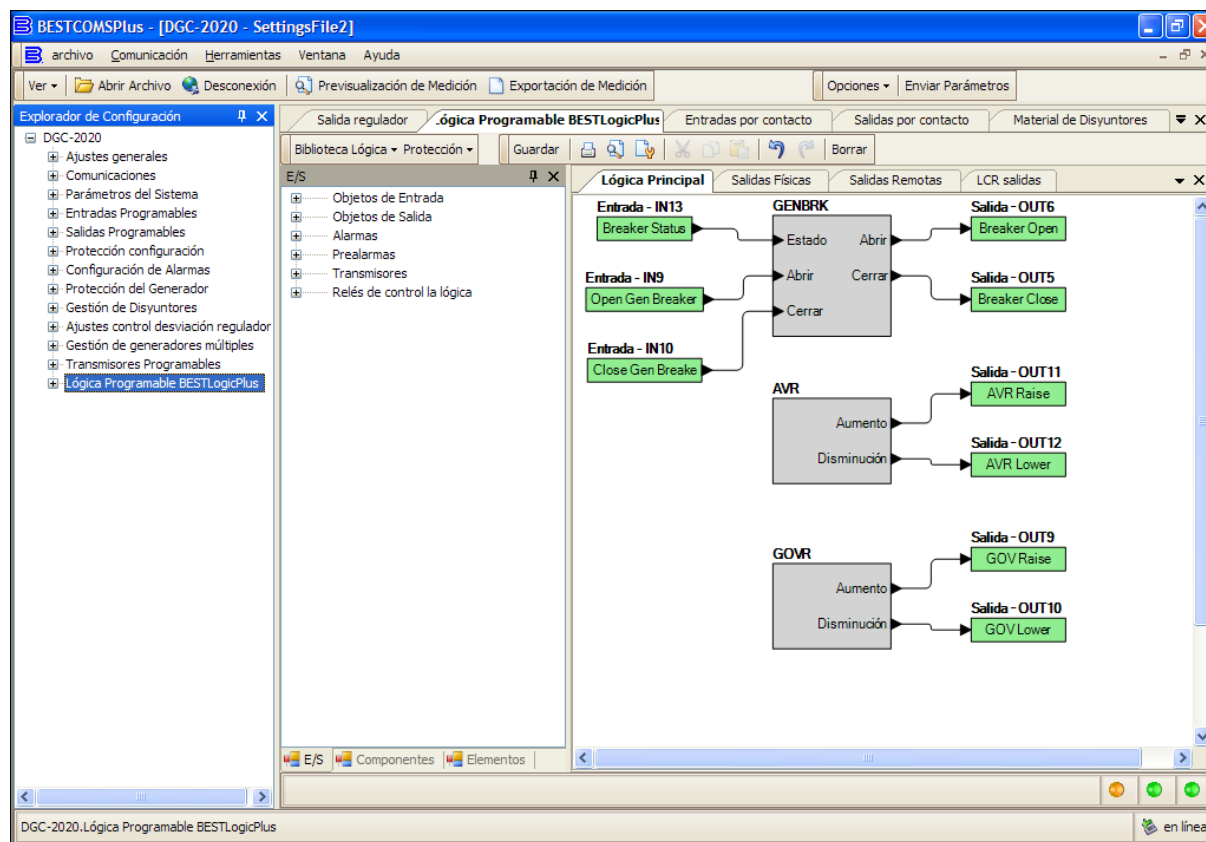 BESTCOMSPlus - [DGC-2020 - SettingsFile2]
archivo Comunicación Herramientas Ventana Ayuda
Ver Abrir Archivo Desconexión Previsualización de Medición Exportación de Medición Opciones Enviar Parámetros
Explorador de Configuración
DGC-2020
Ajustes generales
Comunicaciones
Parámetros del Sistema
Entradas Programables
Salidas Programables
Protección configuración
Configuración de Alarmas
Protección del Generador
Gestión de Disyuntores
Ajustes control desviación regulador
Gestión de generadores múltiples
Transmisores Programables
Lógica Programable BESTLogicPlus
Salida regulador .ógica Programable BESTLogicPlus Entradas por contacto Salidas por contacto Material de Disyuntores
Biblioteca Lógica Protección Guardar Borrar
E/S
Objetos de Entrada
Objetos de Salida
Alarmas
Prealarmas
Transmisores
Relés de control la lógica
E/S Componentes Elementos
Lógica Principal Salidas Físicas Salidas Remotas LCR salidas
Entrada - IN13
Breaker Status
Entrada - IN9
Open Gen Breaker
Entrada - IN10
Close Gen Breake
GENBRK
Estado Abrir
Abrir Cerrar
Cerrar
Salida - OUT6
Breaker Open
Salida - OUT5
Breaker Close
AVR
Aumento
Disminución
Salida - OUT11
AVR Raise
Salida - OUT12
AVR Lower
GOVR
Aumento
Disminución
Salida - OUT9
GOV Raise
Salida - OUT10
GOV Lower
DGC-2020.Lógica Programable BESTLogicPlus
en línea